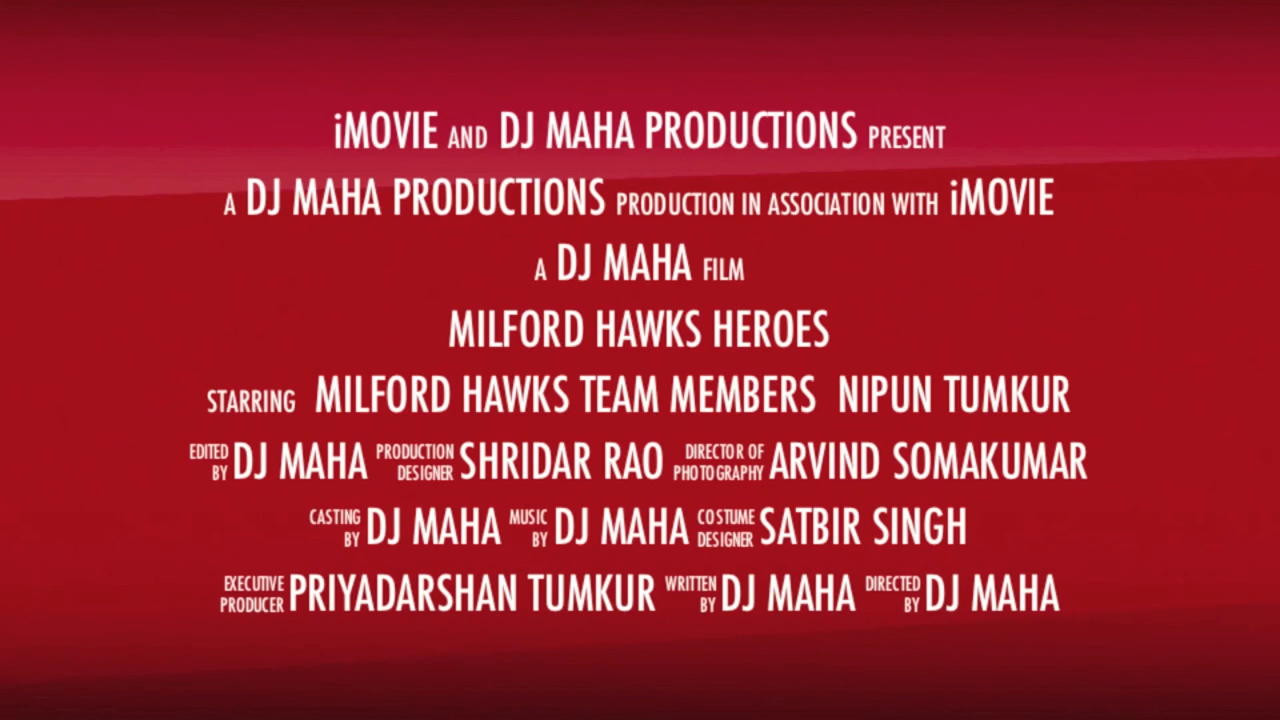 iMOVIE AND DJ MAHA PRODUCTIONS PRESENT
A DJ MAHA PRODUCTIONS PRODUCTION IN ASSOCIATION WITH iMOVIE
A DJ MAHA FILM
MILFORD HAWKS HEROES
STARRING MILFORD HAWKS TEAM MEMBERS NIPUN TUMKUR
EDITED BY DJ MAHA PRODUCTION DESIGNER SHRIDAR RAO DIRECTOR OF PHOTOGRAPHY ARVIND SOMAKUMAR
CASTING BY DJ MAHA MUSIC BY DJ MAHA COSTUME DESIGNER SATBIR SINGH
EXECUTIVE PRODUCER PRIYADARSHAN TUMKUR WRITTEN BY DJ MAHA DIRECTED BY DJ MAHA